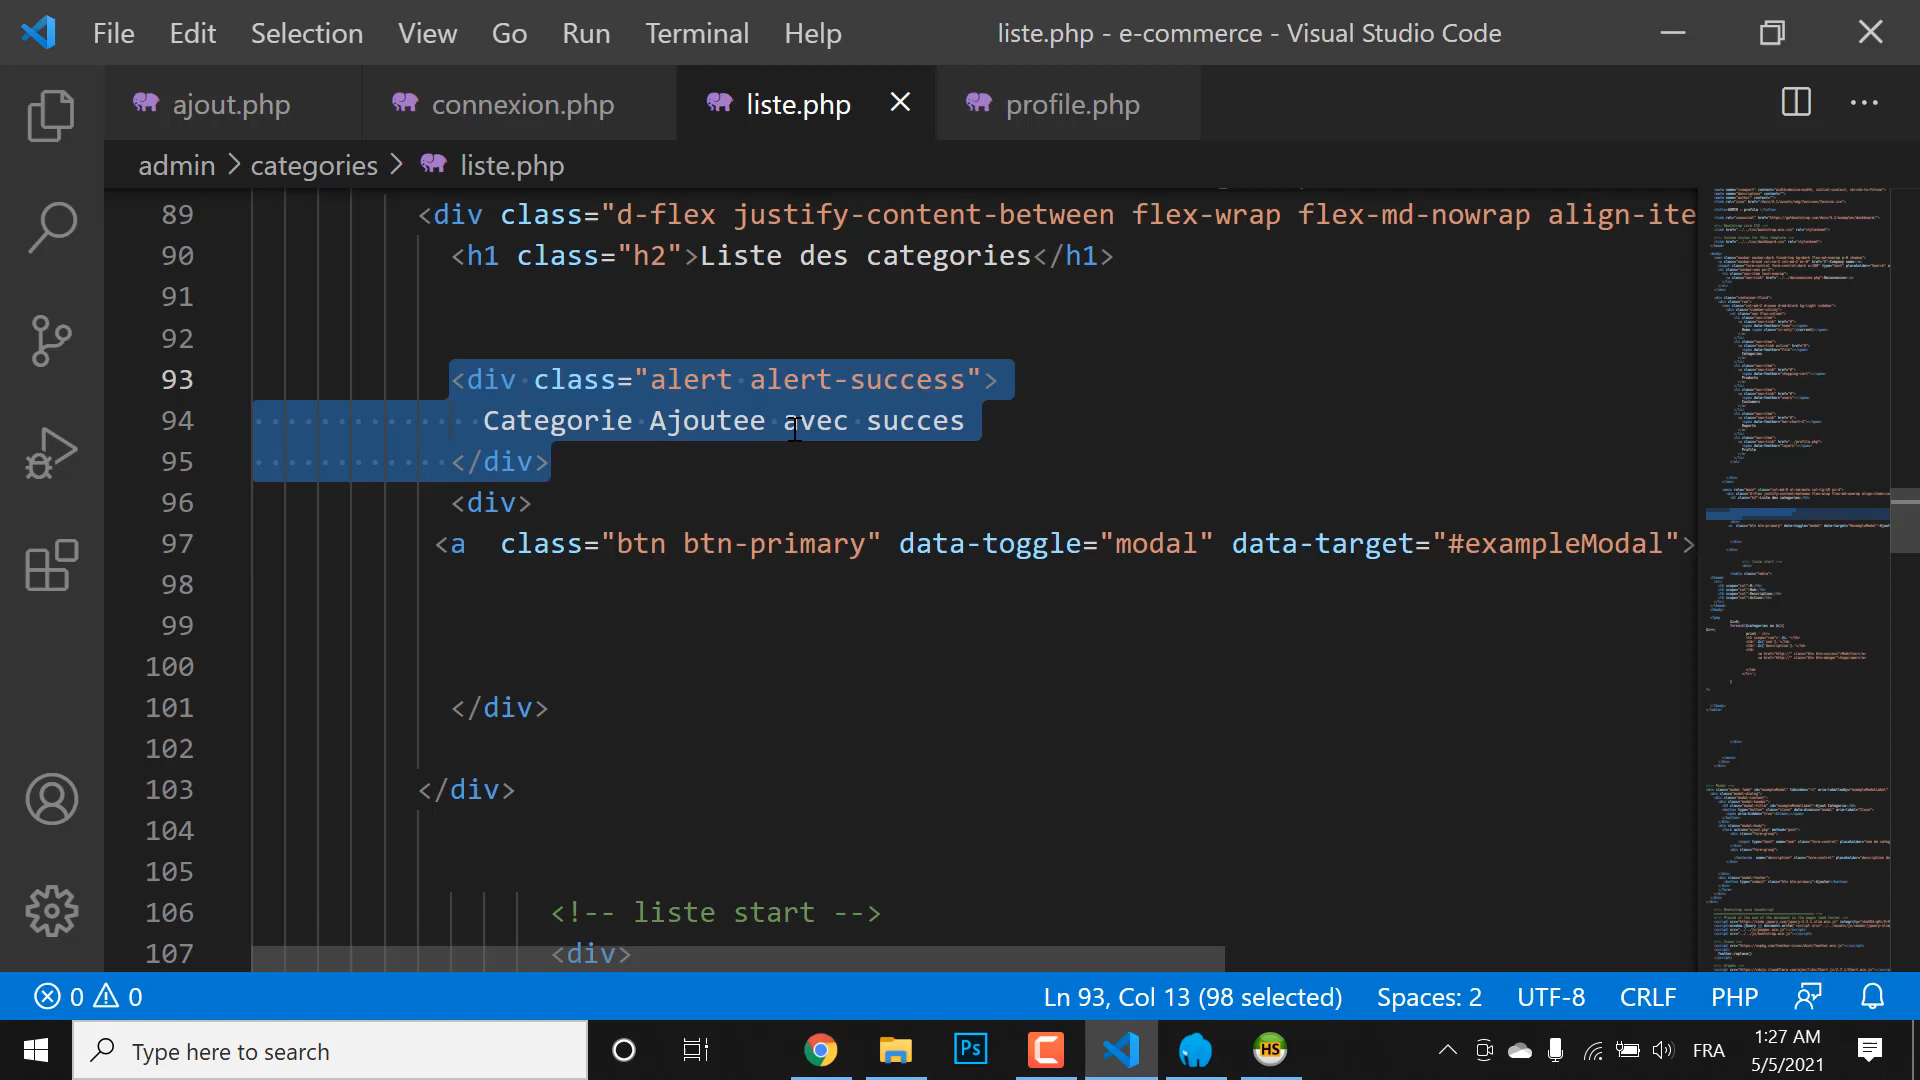 File Edit Selection View Go Run Terminal Help liste.php - e-commerce - Visual Studio Code
ajout.php connexion.php liste.php profile.php
admin > categories > liste.php
89 <div class="d-flex justify-content-between flex-wrap flex-md-nowrap align-ite
90 <h1 class="h2">Liste des categories</h1>
91
92
93 <div class="alert alert-success">
94 Categorie Ajoutee avec succes
95 </div>
96 <div>
97 <a class="btn btn-primary" data-toggle="modal" data-target="#exampleModal">
98
99
100
101 </div>
102
103 </div>
104
105
106 <!-- liste start -->
107 <div>
0 0 Ln 93, Col 13 (98 selected) Spaces: 2 UTF-8 CRLF PHP
Type here to search
Ps
HS
FRA
1:27 AM
5/5/2021